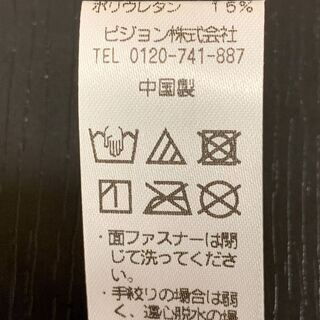 ポリウレタン 15%
ピジョン株式会社
TEL 0120-741-887
中国製
・面ファスナーは閉
じて洗ってくださ
い。
・手絞りの場合は弱
く、遠心脱水の場